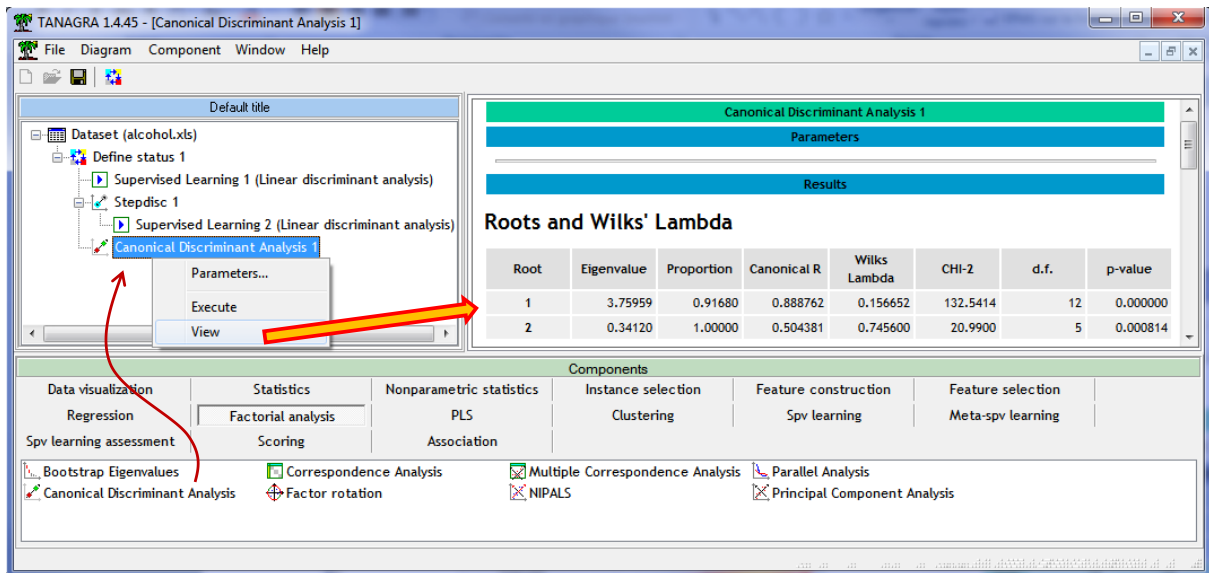 TANAGRA 1.4.45 - [Canonical Discriminant Analysis 1]
File Diagram Component Window Help
Default title
Dataset (alcohol.xls)
Define status 1
Supervised Learning 1 (Linear discriminant analysis)
Stepdisc 1
Supervised Learning 2 (Linear discriminant analysis)
Canonical Discriminant Analysis 1
Parameters...
Execute
View
Canonical Discriminant Analysis 1
Parameters
Results
Roots and Wilks' Lambda
Root Eigenvalue Proportion Canonical R Wilks Lambda CHI-2 d.f. p-value
1 3.75959 0.91680 0.888762 0.156652 132.5414 12 0.000000
2 0.34120 1.00000 0.504381 0.745600 20.9900 5 0.000814
Components
Data visualization Statistics Nonparametric statistics Instance selection Feature construction Feature selection
Regression Factorial analysis PLS Clustering Spv learning Meta-spv learning
Spv learning assessment Scoring Association
Bootstrap Eigenvalues Correspondence Analysis Multiple Correspondence Analysis Parallel Analysis
Canonical Discriminant Analysis Factor rotation NIPALS Principal Component Analysis